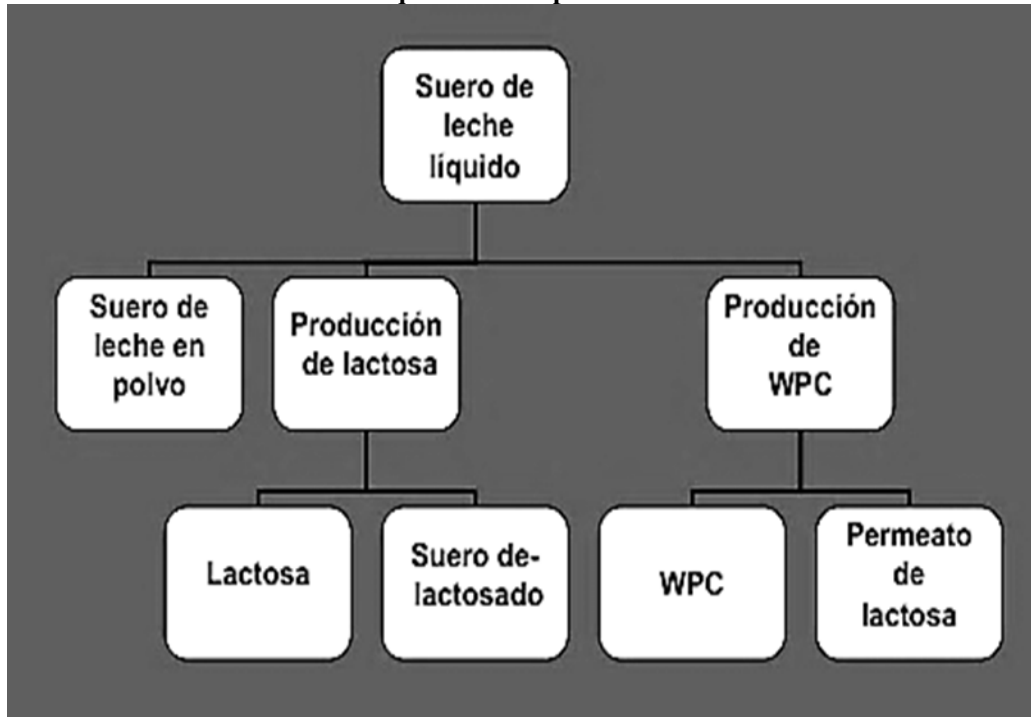 Suero de
leche
líquido
Suero de
leche en
polvo
Producción
de lactosa
Producción
de
WPC
Lactosa
Suero de-
lactosado
WPC
Permeato
de
lactosa